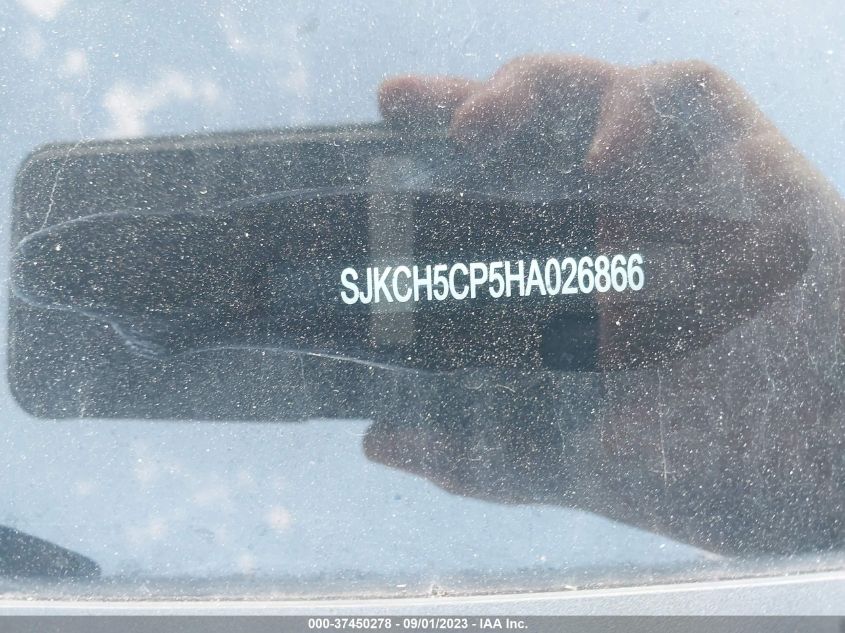 SJKCH5CP5HA026866
000-37450278 - 09/01/2023 - IAA Inc.